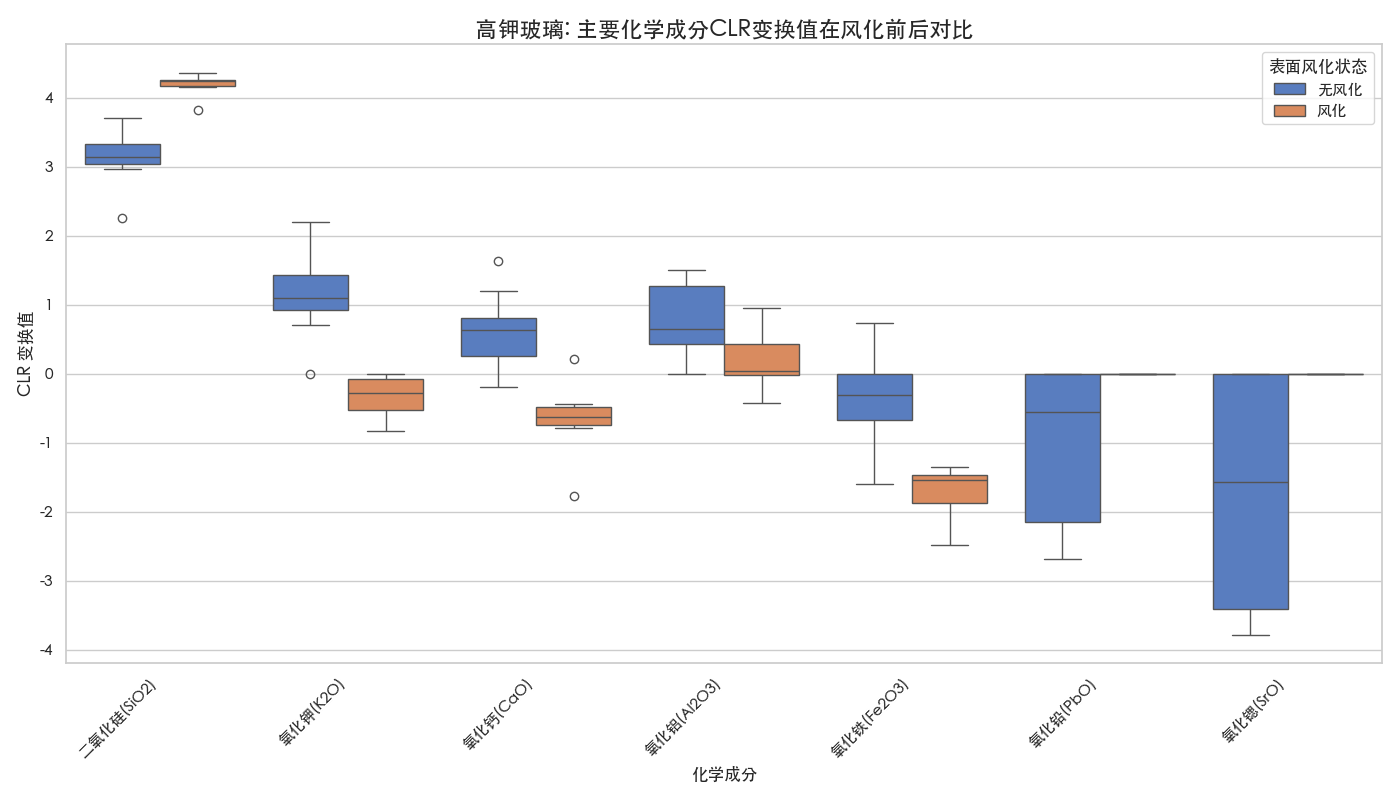 高钾玻璃: 主要化学成分CLR变换值在风化前后对比
表面风化状态
无风化
风化
CLR 变换值
4
3
2
1
0
-1
-2
-3
-4
二氧化硅(SiO2)
氧化钾(K2O)
氧化钙(CaO)
氧化铝(Al2O3)
氧化铁(Fe2O3)
氧化铅(PbO)
氧化锶(SrO)
化学成分